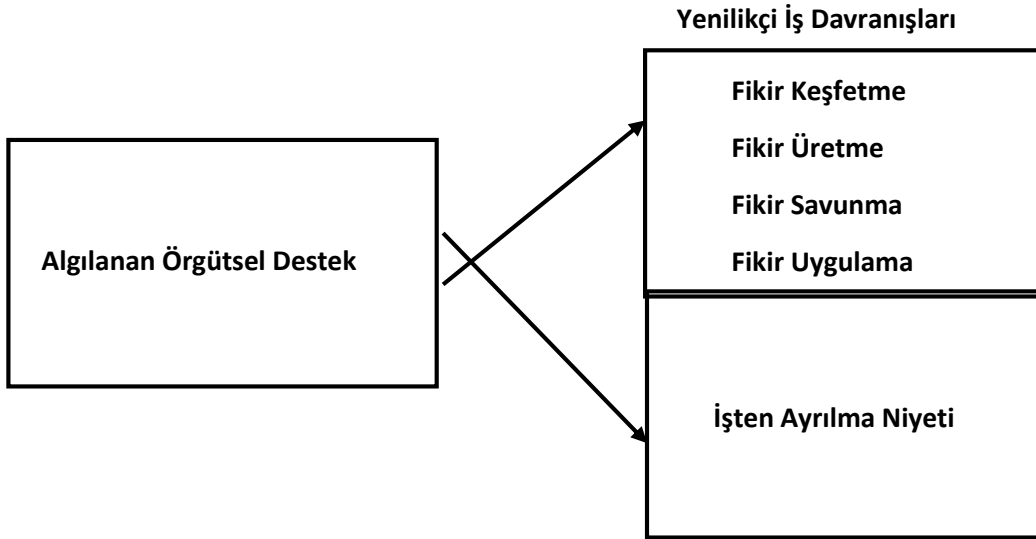 Yenilikçi İş Davranışları
Fikir Keşfetme
Fikir Üretme
Fikir Savunma
Fikir Uygulama
Algılanan Örgütsel Destek
İşten Ayrılma Niyeti